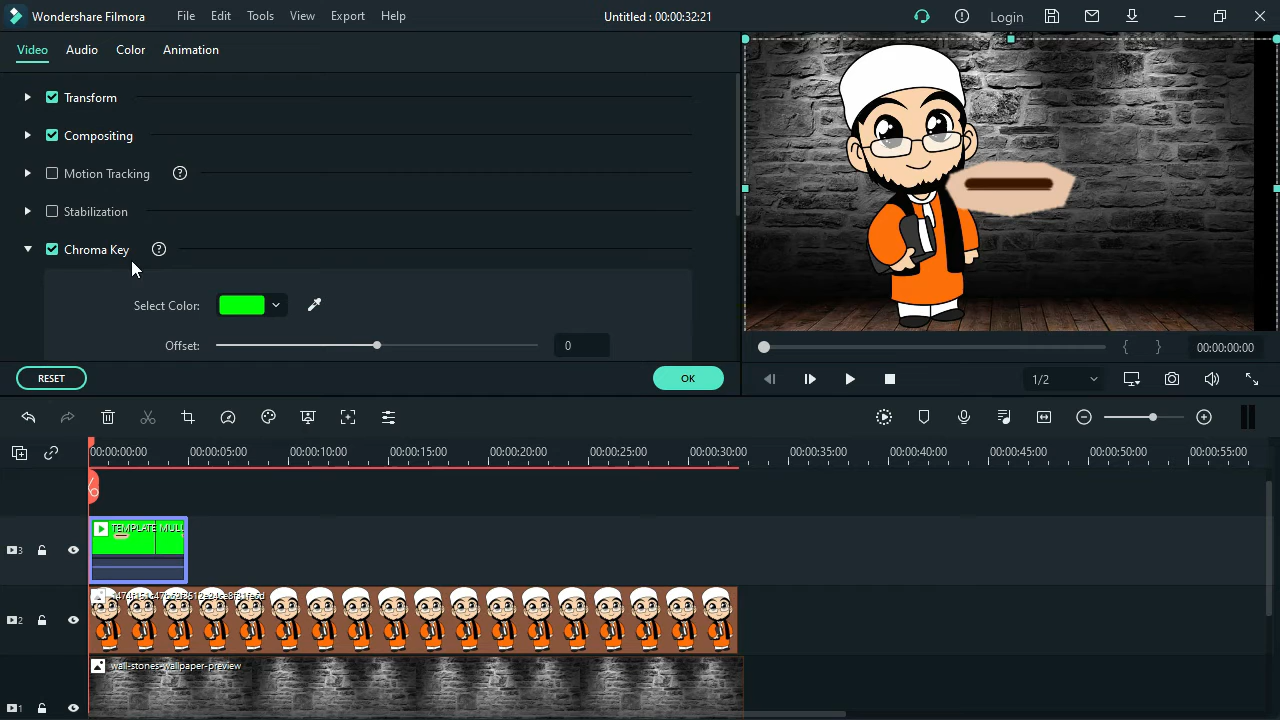 Wondershare Filmora File Edit Tools View Export Help Untitled : 00:00:32:21 Login
Video Audio Color Animation
Transform
Compositing
Motion Tracking
Stabilization
Chroma Key
Select Color:
Offset: 0
RESET OK
00:00:00:00
1/2
00:00:00:00 00:00:05:00 00:00:10:00 00:00:15:00 00:00:20:00 00:00:25:00 00:00:30:00 00:00:35:00 00:00:40:00 00:00:45:00 00:00:50:00 00:00:55:00
3 TEMPLATE MULU
2
1 wall-stones-wallpaper-preview